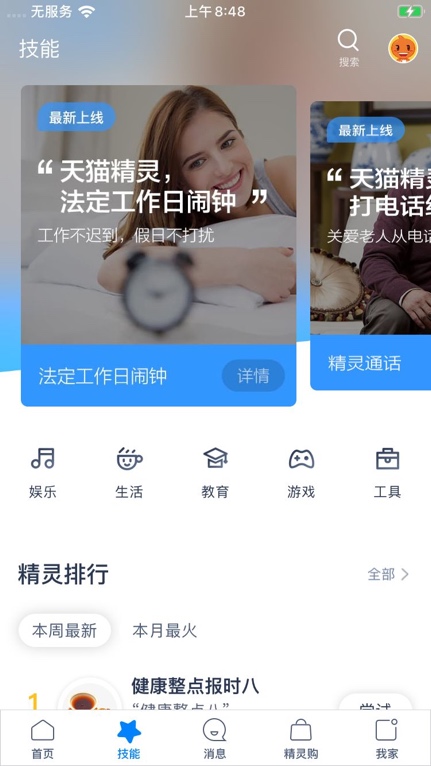 无服务
上午8:48
技能
搜索
最新上线
“天猫精灵，
法定工作日闹钟”
工作不迟到，假日不打扰
法定工作日闹钟
详情
最新上线
“天猫精
打电话
关爱老人从电
精灵通话
娱乐
生活
教育
游戏
工具
精灵排行
全部
本周最新
本月最火
1
健康整点报时八
“健康整点八”
尝试
首页
技能
消息
精灵购
我家